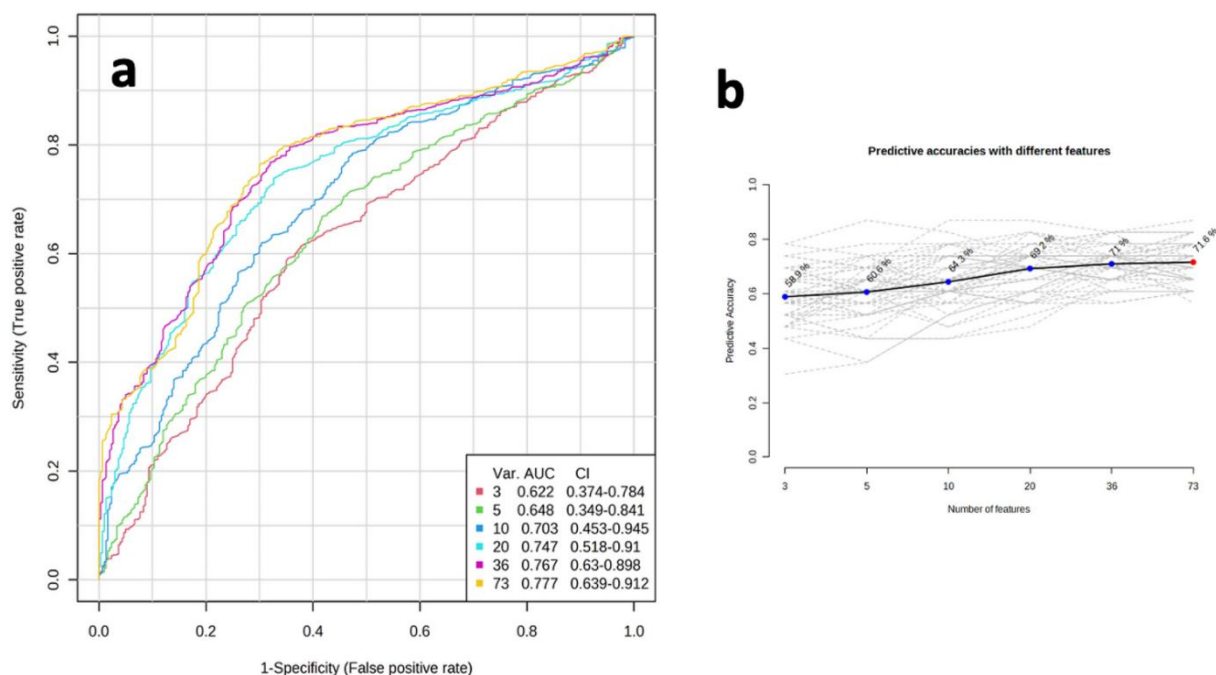 a
1.0
0.8
0.6
0.4
0.2
0.0
Sensitivity (True positive rate)
Var. AUC CI
3 0.622 0.374-0.784
5 0.648 0.349-0.841
10 0.703 0.453-0.945
20 0.747 0.518-0.91
36 0.767 0.63-0.898
73 0.777 0.639-0.912
0.0 0.2 0.4 0.6 0.8 1.0
1-Specificity (False positive rate)
b
Predictive accuracies with different features
1.0
0.8
0.6
0.4
0.2
0.0
Predictive Accuracy
58.9 %
60.6 %
64.3 %
69.2 %
71 %
71.6 %
3 5 10 20 36 73
Number of features